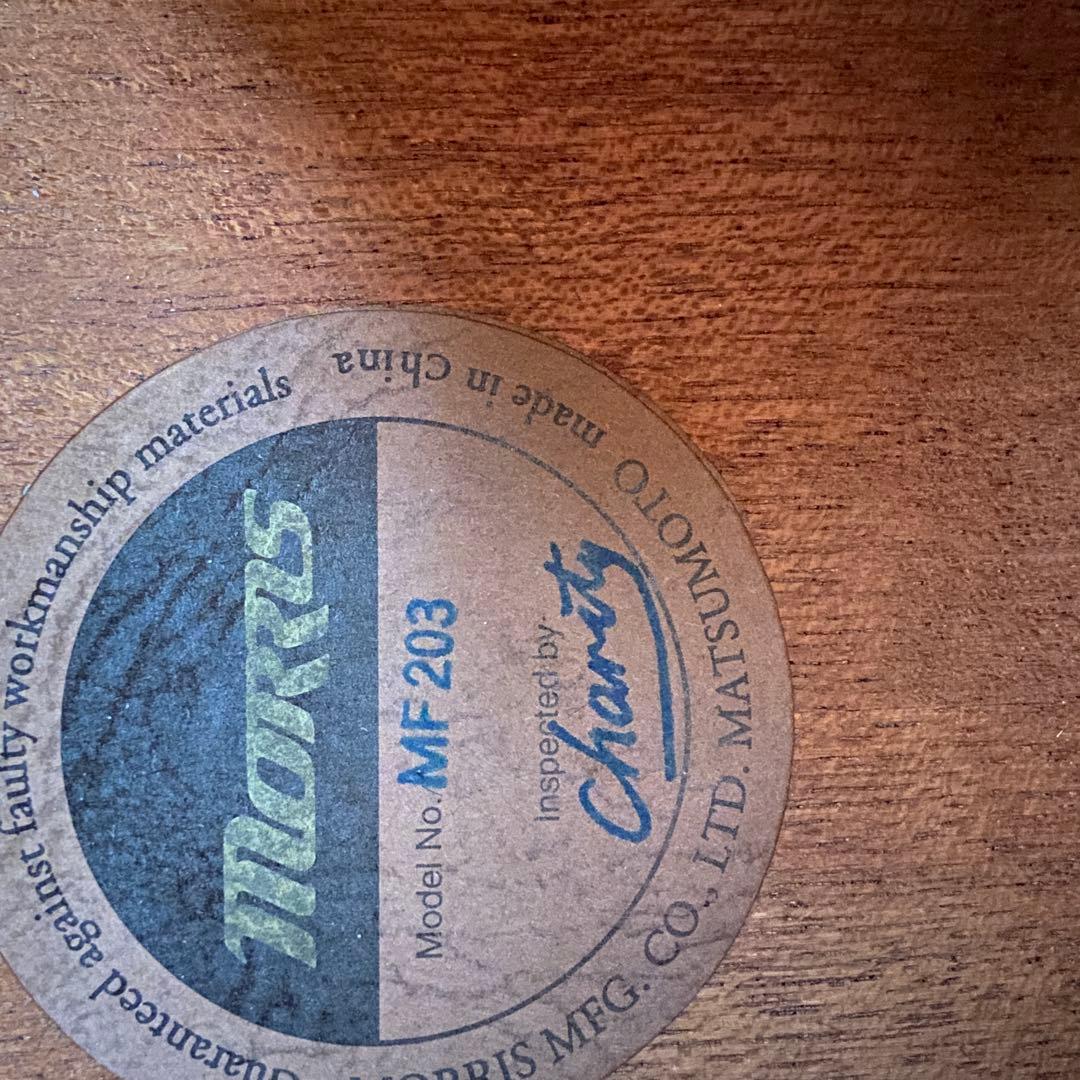 Guaranteed against faulty workmanship materials
MORRIS
Model No. MF 203
Inspected by
Charity
MORRIS MFG. CO., LTD. MATSUMOTO
made in China